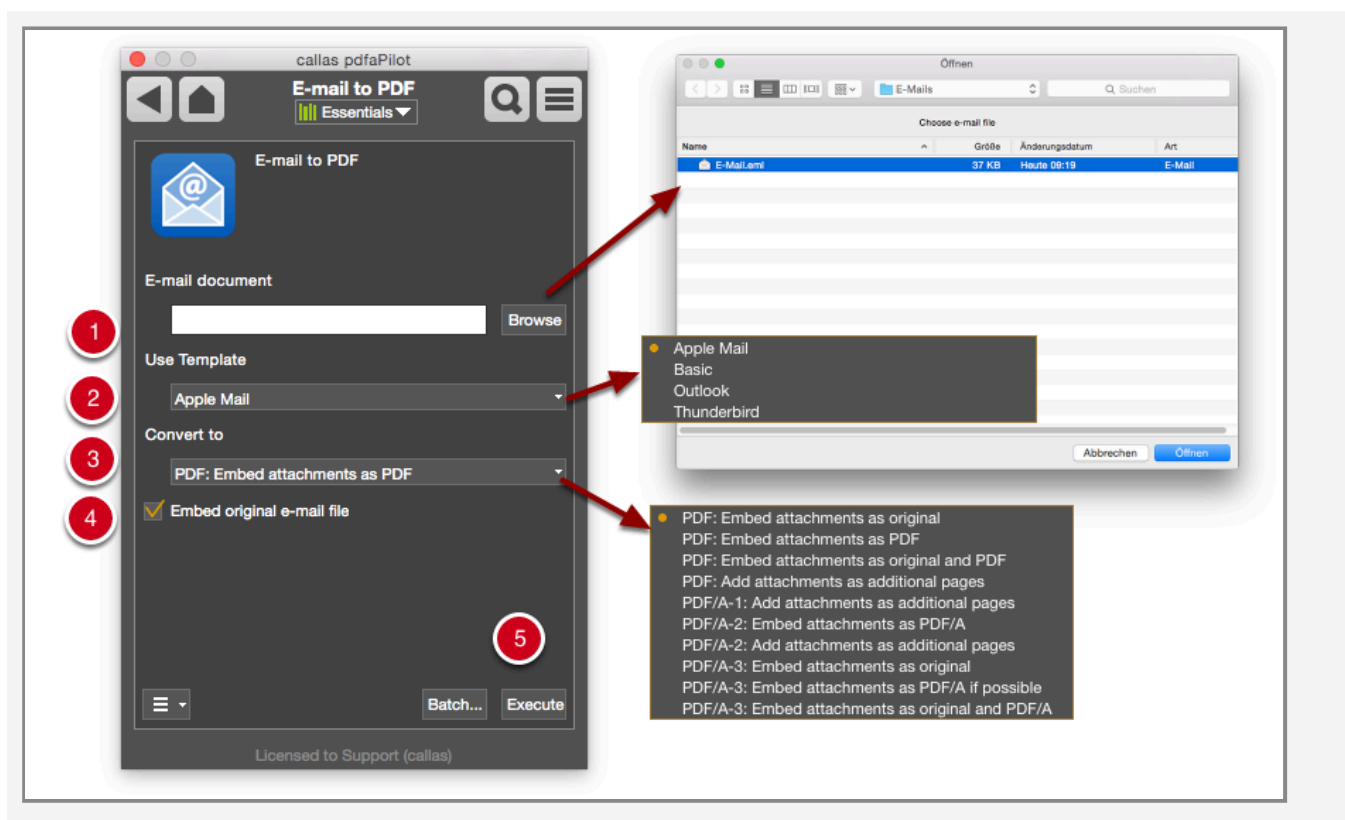 callas pdfaPilot
E-mail to PDF
Essentials
E-mail to PDF
E-mail document
1
Browse
Use Template
2
Apple Mail
Convert to
3
PDF: Embed attachments as PDF
4
Embed original e-mail file
5
Batch... Execute
Licensed to Support (callas)
Öffnen
E-Mails
Suchen
Choose e-mail file
Name Größe Änderungsdatum Art
E-Mail.eml 37 KB Heute 09:19 E-Mail
Apple Mail
Basic
Outlook
Thunderbird
Abbrechen Öffnen
PDF: Embed attachments as original
PDF: Embed attachments as PDF
PDF: Embed attachments as original and PDF
PDF: Add attachments as additional pages
PDF/A-1: Add attachments as additional pages
PDF/A-2: Embed attachments as PDF/A
PDF/A-2: Add attachments as additional pages
PDF/A-3: Embed attachments as original
PDF/A-3: Embed attachments as PDF/A if possible
PDF/A-3: Embed attachments as original and PDF/A